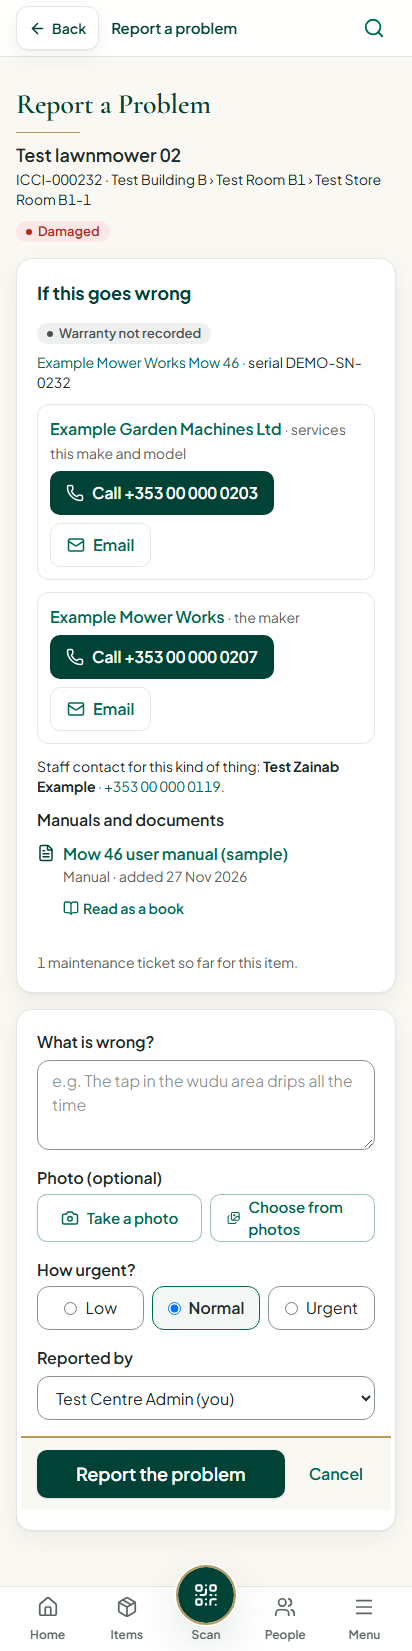 Back
Report a problem
Report a Problem
Test lawnmower 02
ICCI-000232 · Test Building B › Test Room B1 › Test Store
Room B1-1
Damaged
If this goes wrong
Warranty not recorded
Example Mower Works Mow 46 · serial DEMO-SN-
0232
Example Garden Machines Ltd · services
this make and model
Call +353 00 000 0203
Email
Example Mower Works · the maker
Call +353 00 000 0207
Email
Staff contact for this kind of thing: Test Zainab
Example · +353 00 000 0119.
Manuals and documents
Mow 46 user manual (sample)
Manual · added 27 Nov 2026
Read as a book
1 maintenance ticket so far for this item.
What is wrong?
e.g. The tap in the wudu area drips all the
time
Photo (optional)
Take a photo
Choose from
photos
How urgent?
Low
Normal
Urgent
Reported by
Test Centre Admin (you)
Report the problem
Cancel
Home
Items
Scan
People
Menu